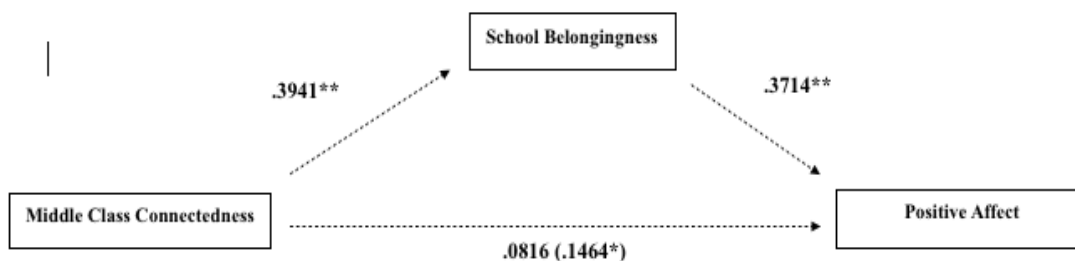 School Belongingness
.3941**
.3714**
Middle Class Connectedness
Positive Affect
.0816 (.1464*)